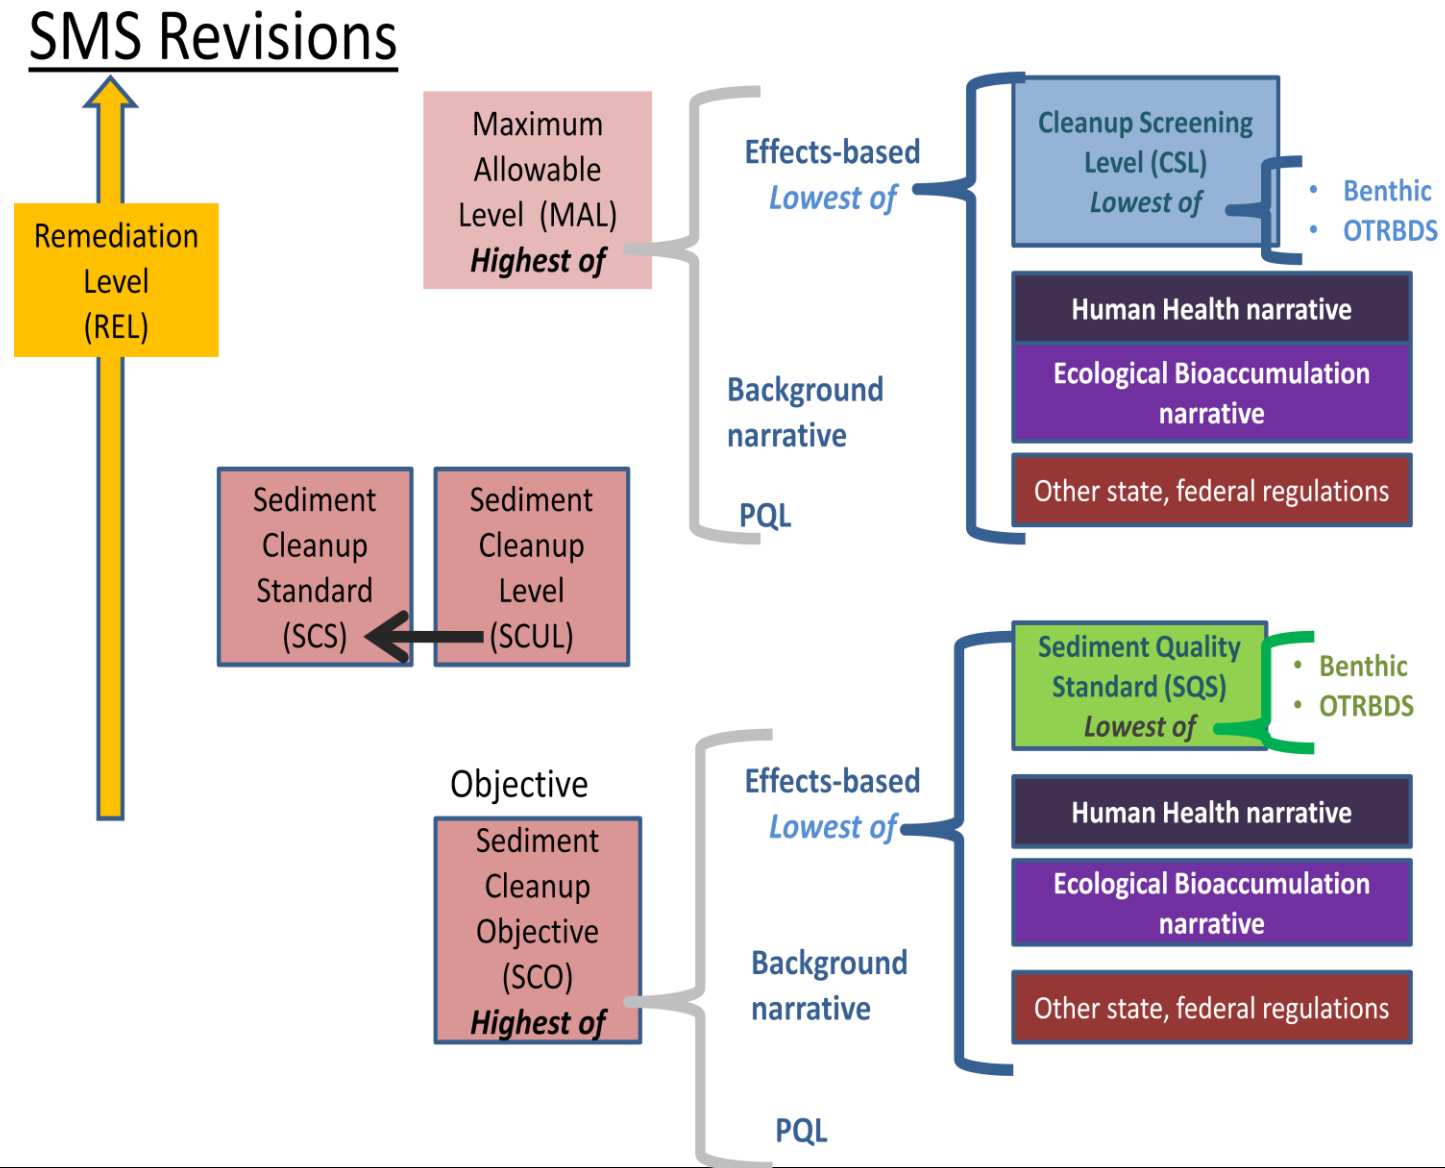 SMS Revisions
Remediation
Level
(REL)
Maximum
Allowable
Level (MAL)
Highest of
Effects-based
Lowest of
Background
narrative
PQL
Cleanup Screening
Level (CSL)
Lowest of
• Benthic
• OTRBDS
Human Health narrative
Ecological Bioaccumulation
narrative
Other state, federal regulations
Sediment
Cleanup
Standard
(SCS)
Sediment
Cleanup
Level
(SCUL)
Objective
Sediment
Cleanup
Objective
(SCO)
Highest of
Effects-based
Lowest of
Background
narrative
PQL
Sediment Quality
Standard (SQS)
Lowest of
• Benthic
• OTRBDS
Human Health narrative
Ecological Bioaccumulation
narrative
Other state, federal regulations